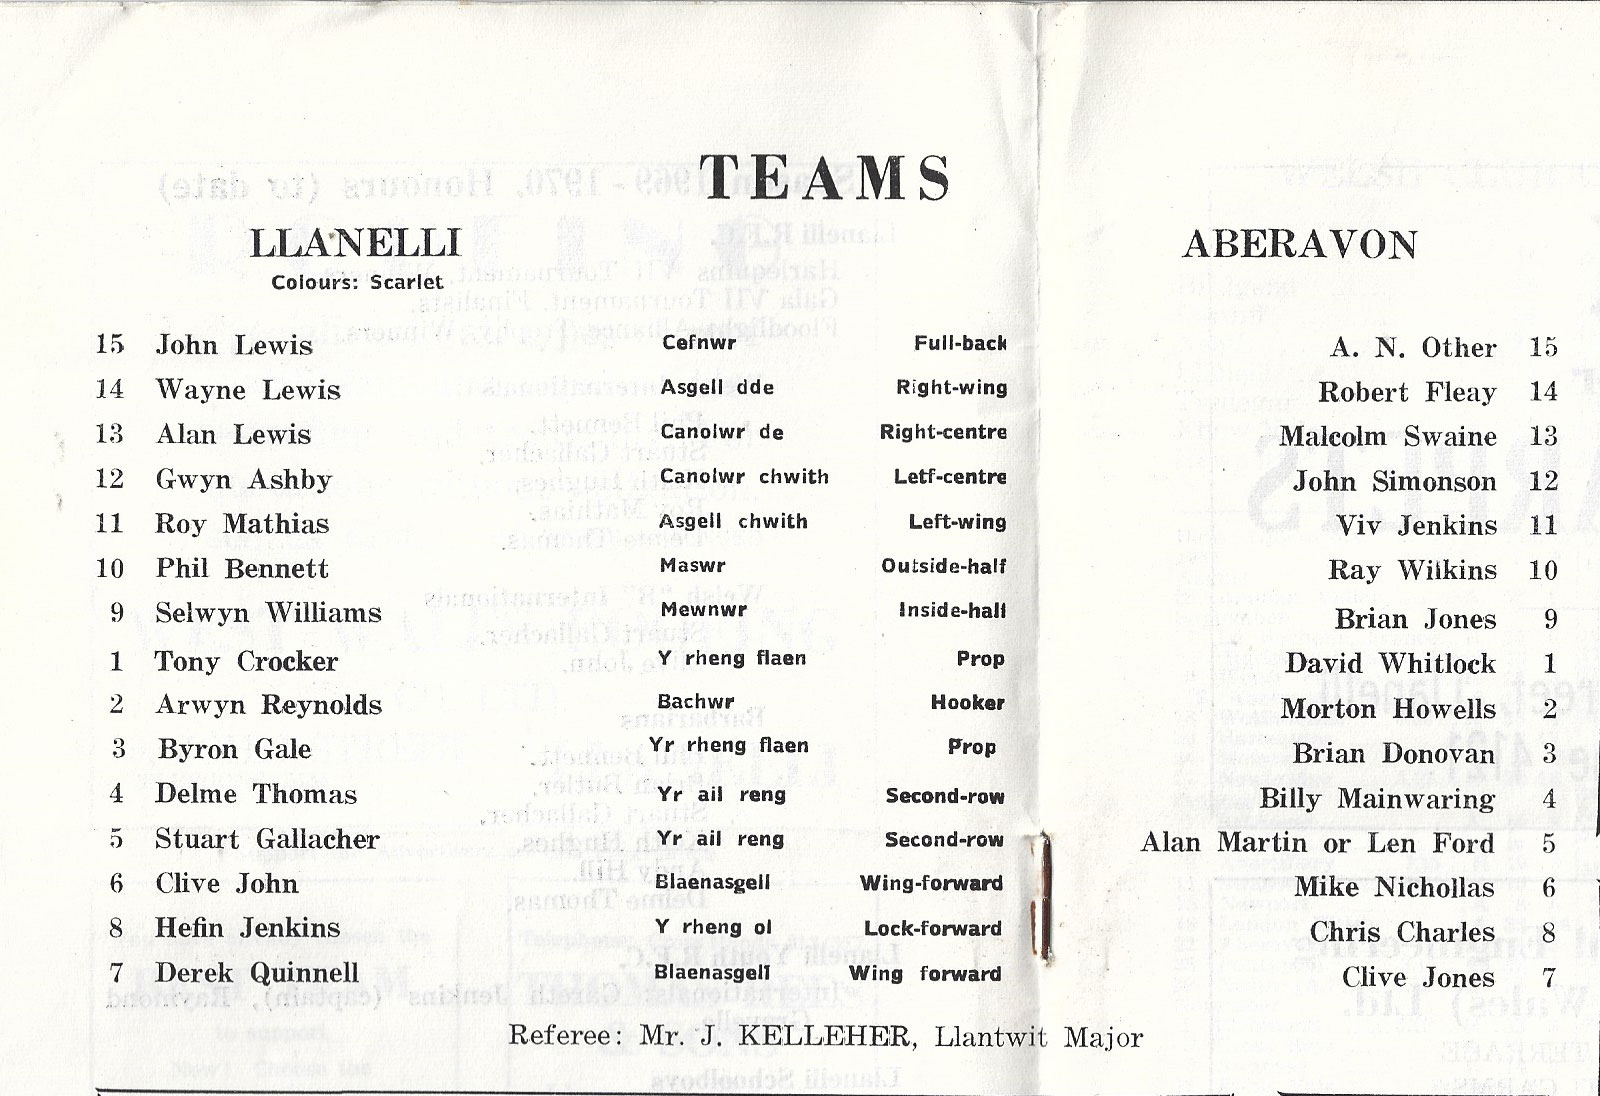 TEAMS
LLANELLI
Colours: Scarlet
ABERAVON
15 John Lewis Cefnwr Full-back A. N. Other 15
14 Wayne Lewis Asgell dde Right-wing Robert Fleay 14
13 Alan Lewis Canolwr de Right-centre Malcolm Swaine 13
12 Gwyn Ashby Canolwr chwith Letf-centre John Simonson 12
11 Roy Mathias Asgell chwith Left-wing Viv Jenkins 11
10 Phil Bennett Maswr Outside-half Ray Wilkins 10
9 Selwyn Williams Mewnwr Inside-half Brian Jones 9
1 Tony Crocker Y rheng flaen Prop David Whitlock 1
2 Arwyn Reynolds Bachwr Hooker Morton Howells 2
3 Byron Gale Yr rheng flaen Prop Brian Donovan 3
4 Delme Thomas Yr ail reng Second-row Billy Mainwaring 4
5 Stuart Gallacher Yr ail reng Second-row Alan Martin or Len Ford 5
6 Clive John Blaenasgell Wing-forward Mike Nichollas 6
8 Hefin Jenkins Y rheng ol Lock-forward Chris Charles 8
7 Derek Quinnell Blaenasgell Wing forward Clive Jones 7
Referee: Mr. J. KELLEHER, Llantwit Major